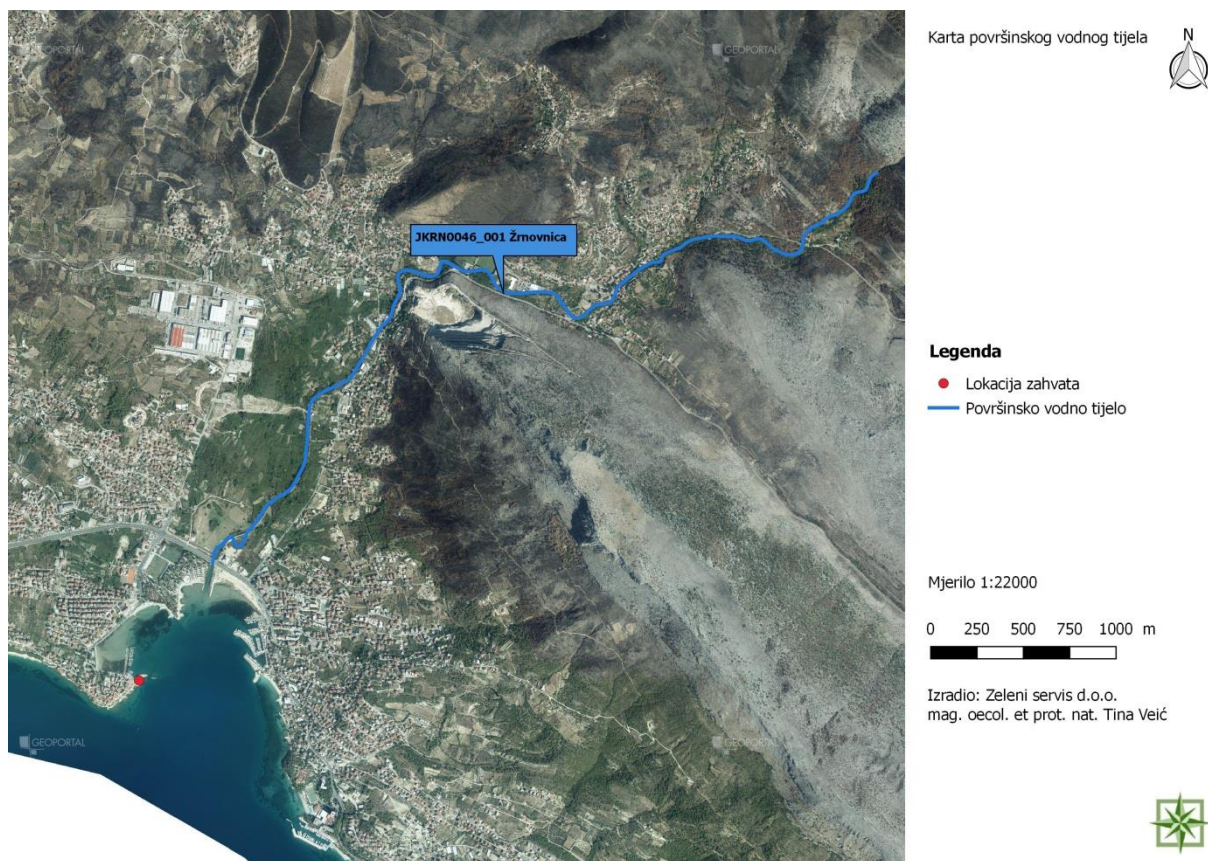 GEOPORTAL
GEOPORTAL
JKRN0046_001 Žrnovnica
GEOPORTAL
GEOPORTAL
Karta površinskog vodnog tijela
N
Legenda
Lokacija zahvata
Površinsko vodno tijelo
Mjerilo 1:22000
0 250 500 750 1000 m
Izradio: Zeleni servis d.o.o.
mag. oecol. et prot. nat. Tina Veić